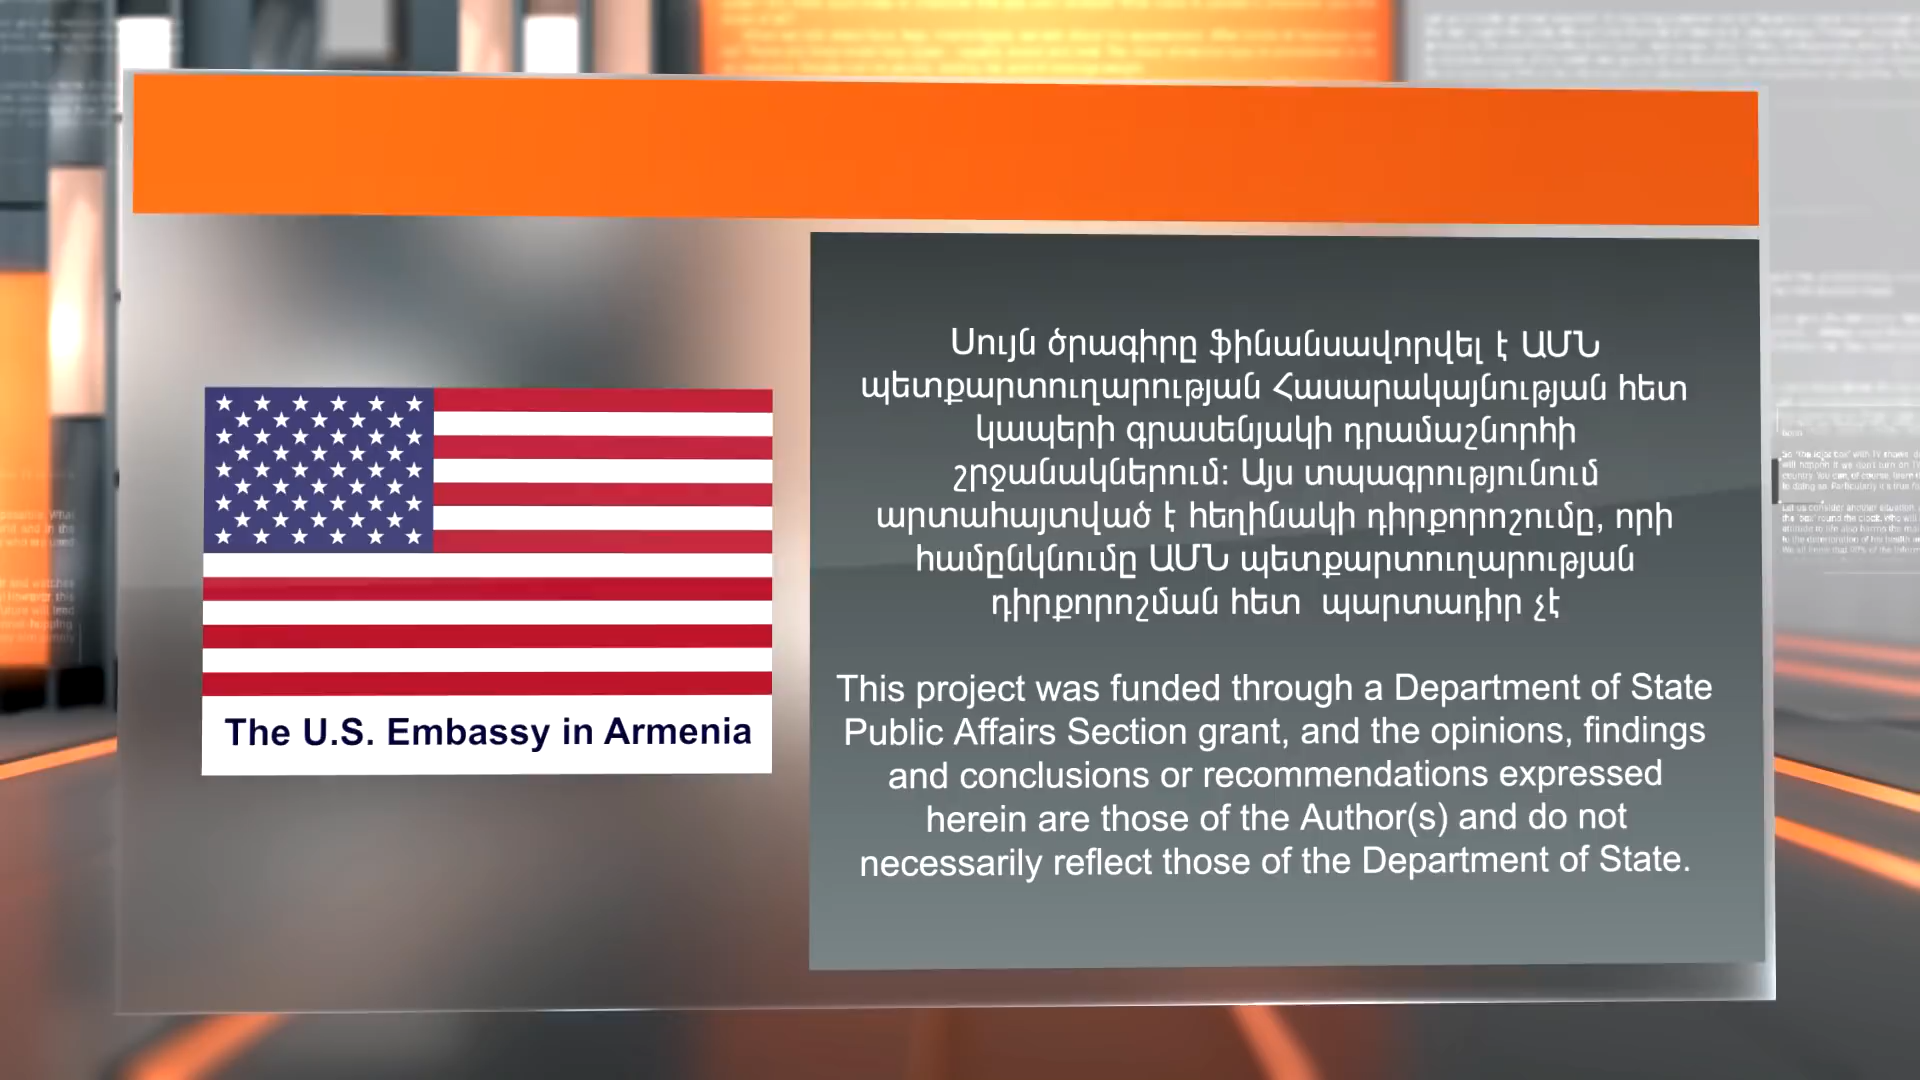 The U.S. Embassy in Armenia
Սույն ծրագիրը ֆինանսավորվել է ԱՄՆ
պետքարտուղարության Հասարակայնության հետ
կապերի գրասենյակի դրամաշնորհի
շրջանակներում: Այս տպագրությունում
արտահայտված է հեղինակի դիրքորոշումը, որի
համընկնումը ԱՄՆ պետքարտուղարության
դիրքորոշման հետ պարտադիր չէ
This project was funded through a Department of State
Public Affairs Section grant, and the opinions, findings
and conclusions or recommendations expressed
herein are those of the Author(s) and do not
necessarily reflect those of the Department of State.